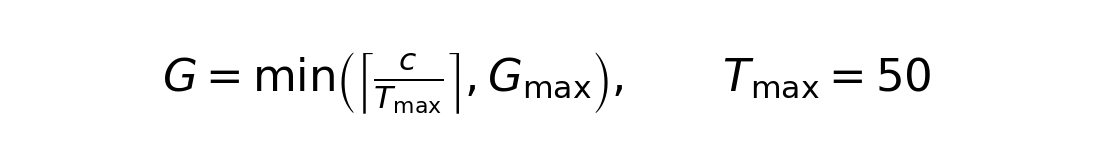 G = min(⌈c/T_max⌉, G_max), T_max = 50